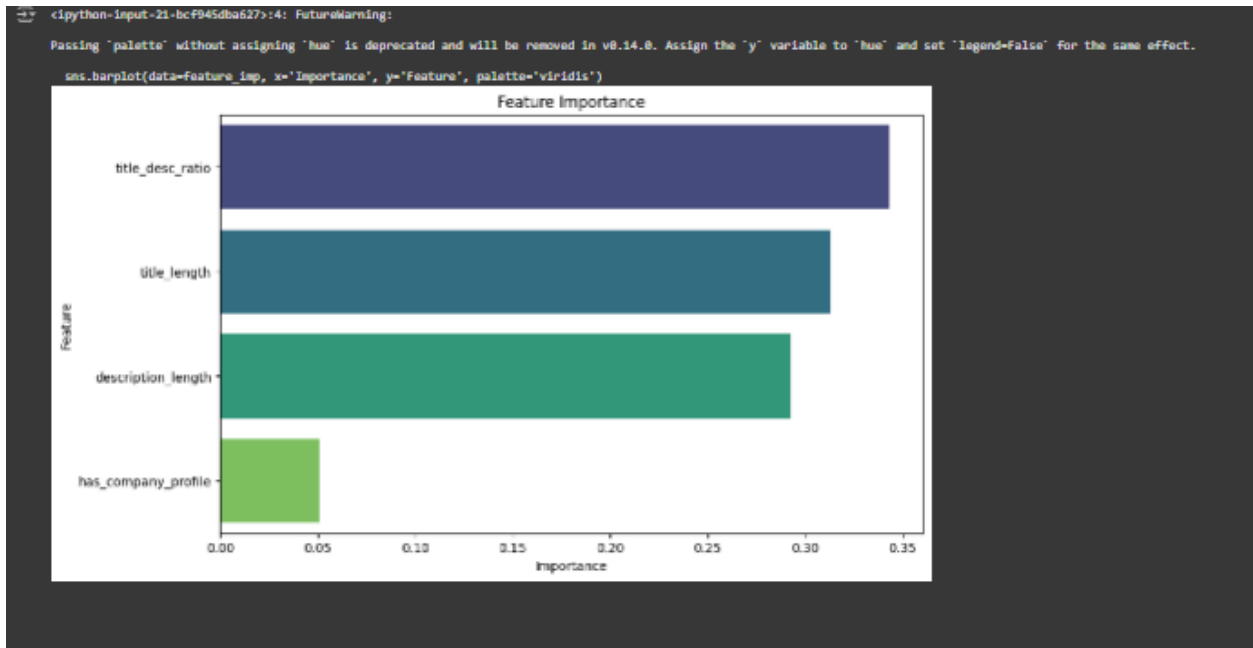 <ipython-input-21-bcf945dba627>:4: FutureWarning:
Passing `palette` without assigning `hue` is deprecated and will be removed in v0.14.0. Assign the `y` variable to `hue` and set `legend=False` for the same effect.
sns.barplot(data=feature_imp, x='Importance', y='Feature', palette='viridis')
Feature Importance
title_desc_ratio
title_length
description_length
has_company_profile
Feature
0.00 0.05 0.10 0.15 0.20 0.25 0.30 0.35
Importance